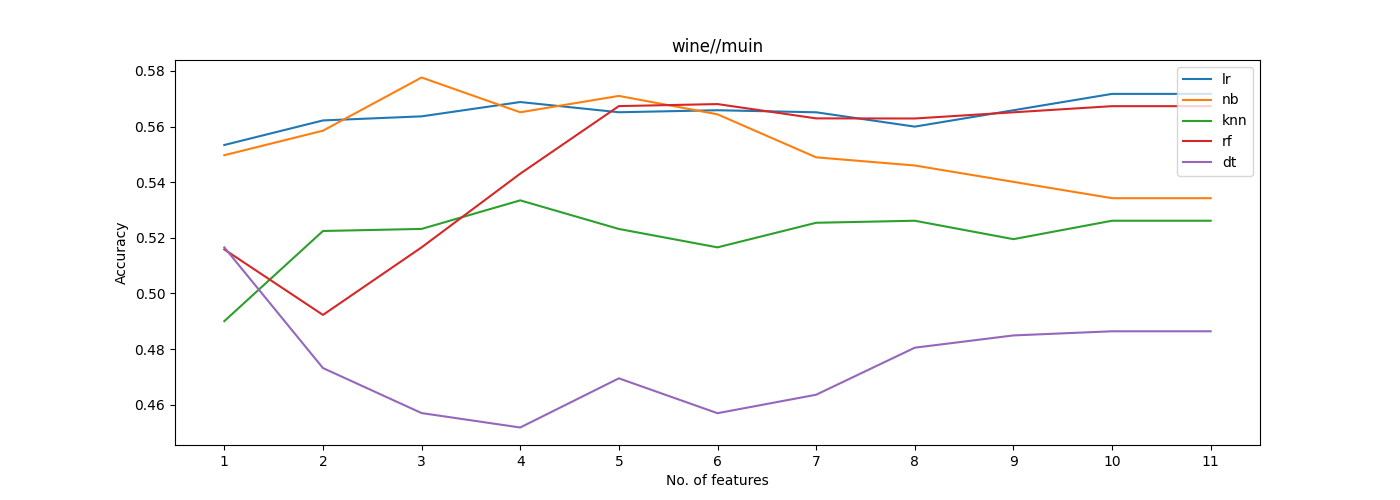 wine//muin
0.58
0.56
0.54
0.52
0.50
0.48
0.46
Accuracy
lr
nb
knn
rf
dt
1 2 3 4 5 6 7 8 9 10 11
No. of features